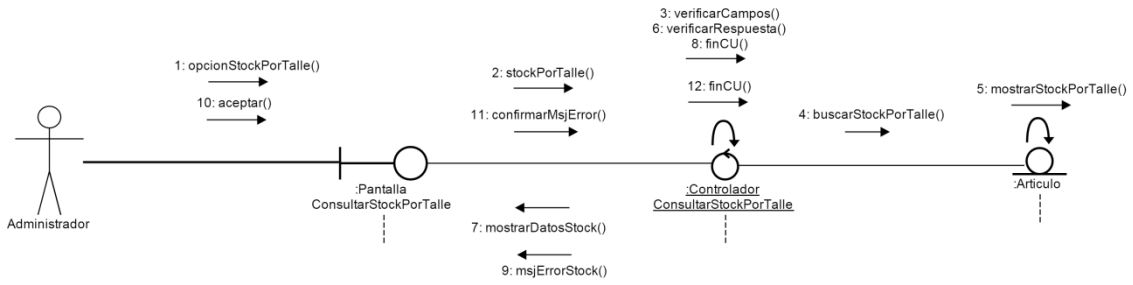 3: verificarCampos()
6: verificarRespuesta()
8: finCU()
1: opcionStockPorTalle()
2: stockPorTalle()
12: finCU()
5: mostrarStockPorTalle()
10: aceptar()
11: confirmarMsjError()
4: buscarStockPorTalle()
:Pantalla
ConsultarStockPorTalle
:Controlador
ConsultarStockPorTalle
:Articulo
Administrador
7: mostrarDatosStock()
9: msjErrorStock()